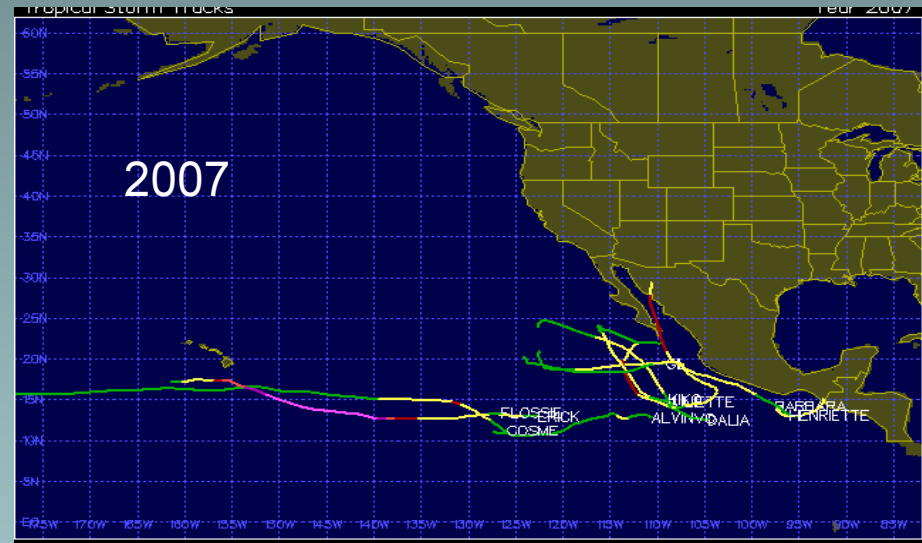 Tropical Storm Tracks Year 2007
60N
55N
50N
2007
45N
40N
35N
30N
25N
20N
15N
FLOSSIE
ERICK
COSME
ALVIN
DALIA
BARBARA
HENRIETTE
10N
5N
EQ
175W 170W 165W 160W 155W 150W 145W 140W 135W 130W 125W 120W 115W 110W 105W 100W 95W 90W 85W